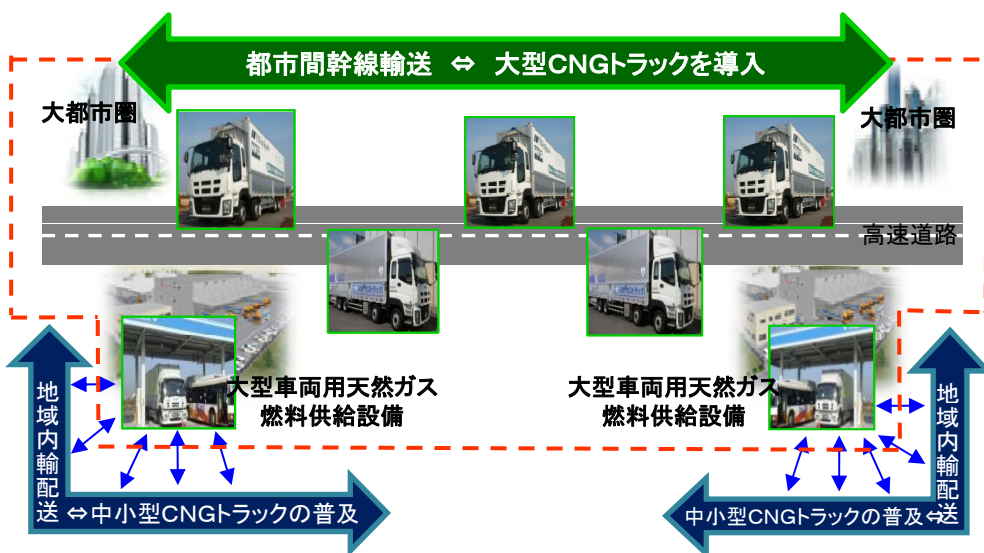 都市間幹線輸送 ⇔ 大型CNGトラックを導入
大都市圏
大都市圏
高速道路
大型車両用天然ガス
燃料供給設備
大型車両用天然ガス
燃料供給設備
地域内輸配送
⇔中小型CNGトラックの普及
地域内輸配送
中小型CNGトラックの普及⇔